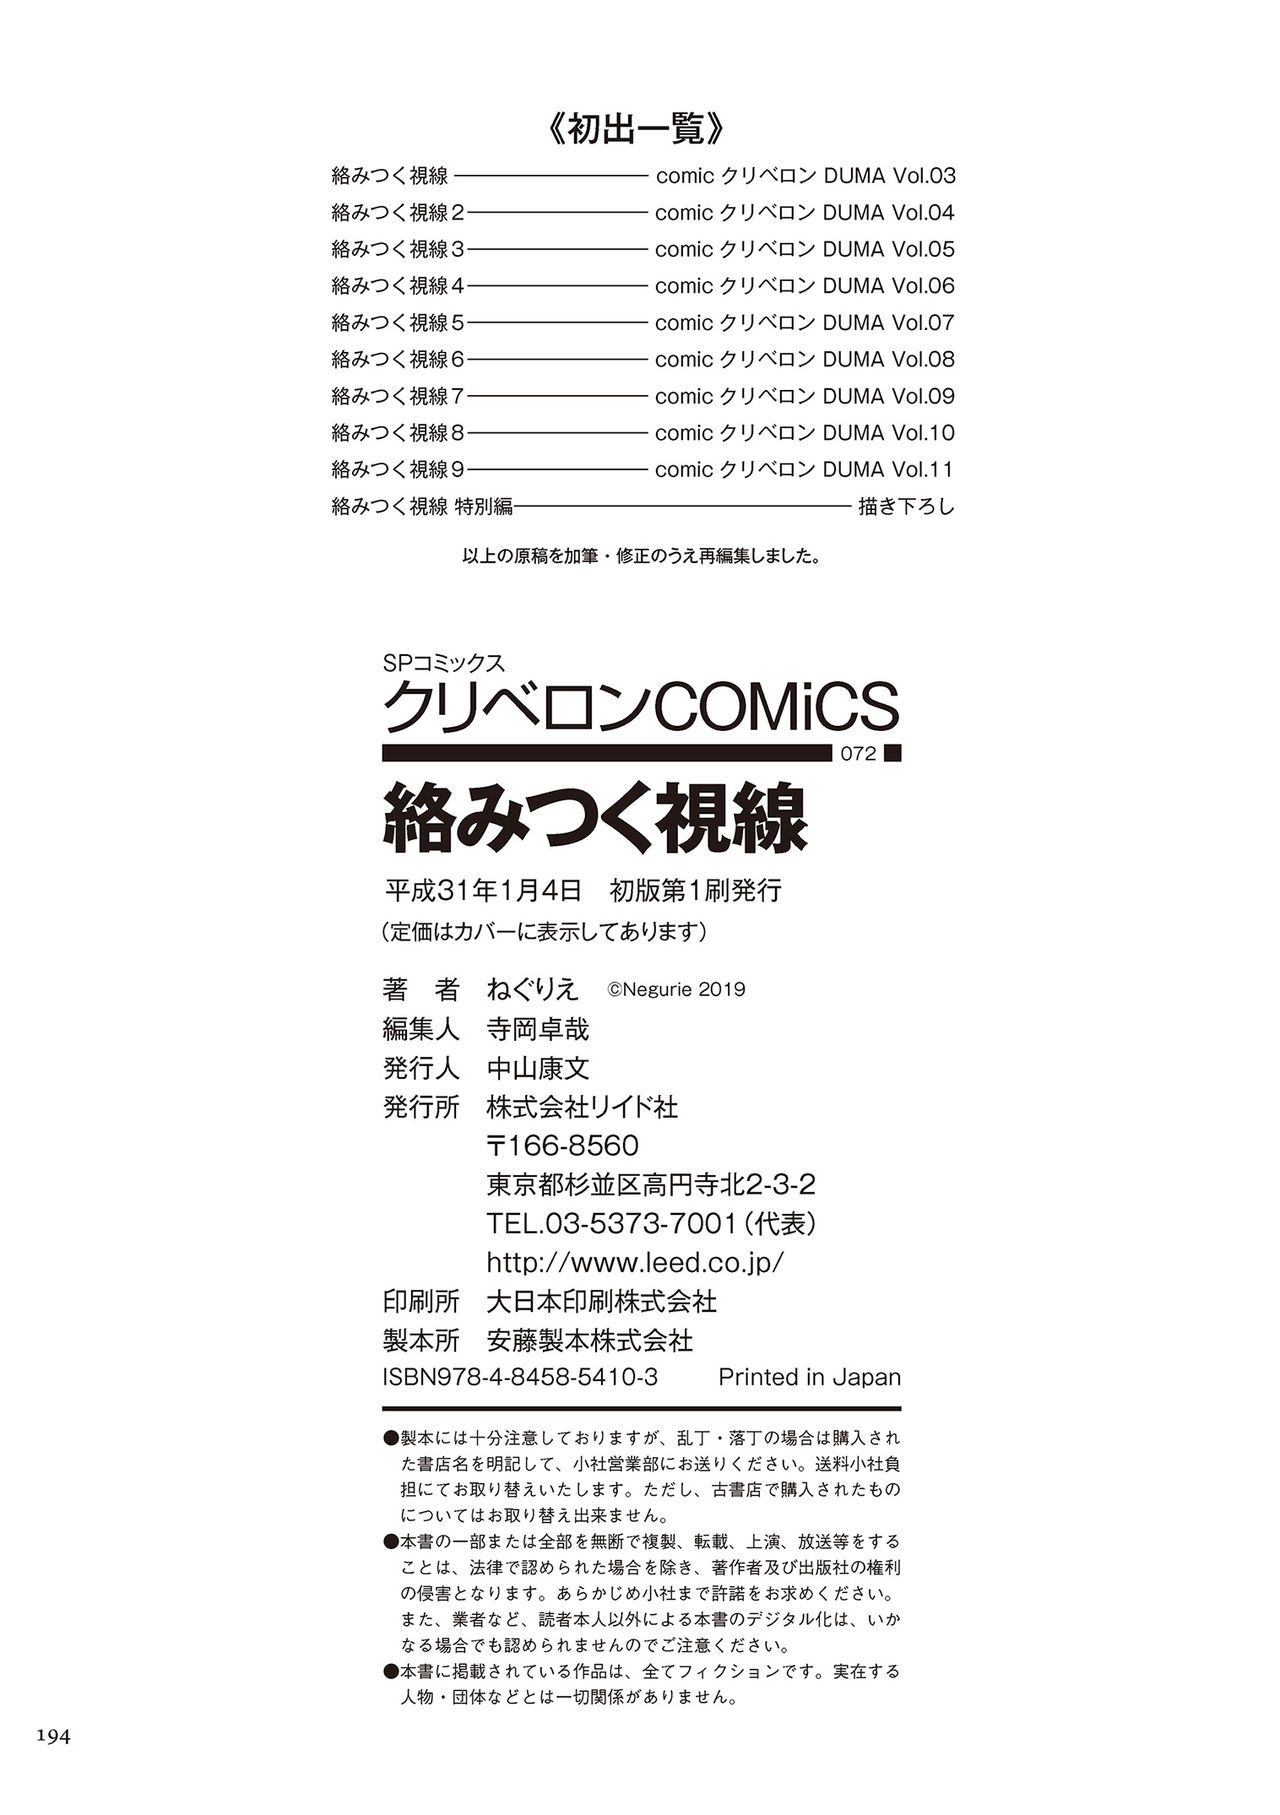 《初出一覧》
絡みつく視線 ―――― comic クリベロン DUMA Vol.03
絡みつく視線2 ―――― comic クリベロン DUMA Vol.04
絡みつく視線3 ―――― comic クリベロン DUMA Vol.05
絡みつく視線4 ―――― comic クリベロン DUMA Vol.06
絡みつく視線5 ―――― comic クリベロン DUMA Vol.07
絡みつく視線6 ―――― comic クリベロン DUMA Vol.08
絡みつく視線7 ―――― comic クリベロン DUMA Vol.09
絡みつく視線8 ―――― comic クリベロン DUMA Vol.10
絡みつく視線9 ―――― comic クリベロン DUMA Vol.11
絡みつく視線 特別編 ―――― 描き下ろし
以上の原稿を加筆・修正のうえ再編集しました。
SPコミックス
クリベロンCOMiCS
072
絡みつく視線
平成31年1月4日　初版第1刷発行
（定価はカバーに表示してあります）
著　者　ねぐりえ　©Negurie 2019
編集人　寺岡卓哉
発行人　中山康文
発行所　株式会社リイド社
〒166-8560
東京都杉並区高円寺北2-3-2
TEL.03-5373-7001（代表）
http://www.leed.co.jp/
印刷所　大日本印刷株式会社
製本所　安藤製本株式会社
ISBN978-4-8458-5410-3　Printed in Japan
●製本には十分注意しておりますが、乱丁・落丁の場合は購入され
た書店名を明記して、小社営業部にお送りください。送料小社負
担にてお取り替えいたします。ただし、古書店で購入されたもの
についてはお取り替え出来ません。
●本書の一部または全部を無断で複製、転載、上演、放送等をする
ことは、法律で認められた場合を除き、著作者及び出版社の権利
の侵害となります。あらかじめ小社まで許諾をお求めください。
また、業者など、読者本人以外による本書のデジタル化は、いか
なる場合でも認められませんのでご注意ください。
●本書に掲載されている作品は、全てフィクションです。実在する
人物・団体などとは一切関係がありません。
194